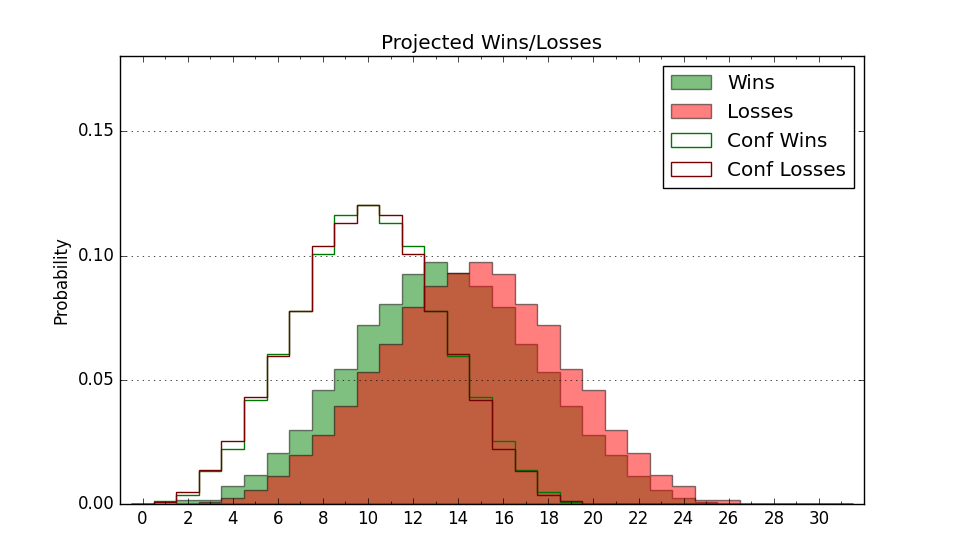 Projected Wins/Losses
Wins
Losses
Conf Wins
Conf Losses
Probability
0.15
0.10
0.05
0.00
0 2 4 6 8 10 12 14 16 18 20 22 24 26 28 30